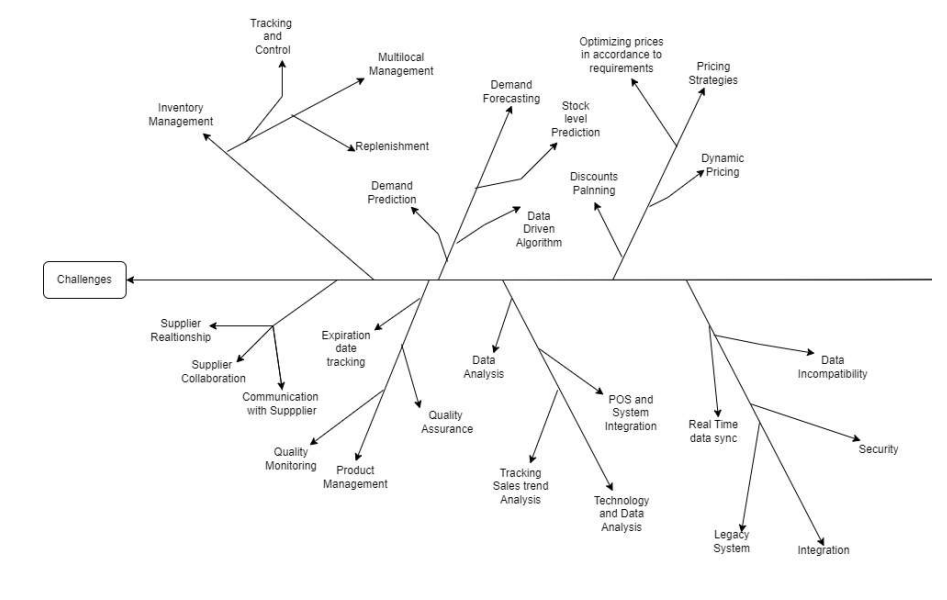 Tracking
and
Control
Multilocal
Management
Inventory
Management
Replenishment
Demand
Prediction
Demand
Forecasting
Stock
level
Prediction
Data
Driven
Algorithm
Optimizing prices
in accordance to
requirements
Pricing
Strategies
Dynamic
Pricing
Discounts
Palnning
Challenges
Supplier
Realtionship
Supplier
Collaboration
Communication
with Suppplier
Expiration
date
tracking
Quality
Assurance
Quality
Monitoring
Product
Management
Data
Analysis
POS and
System
Integration
Tracking
Sales trend
Analysis
Technology
and Data
Analysis
Data
Incompatibility
Real Time
data sync
Security
Legacy
System
Integration